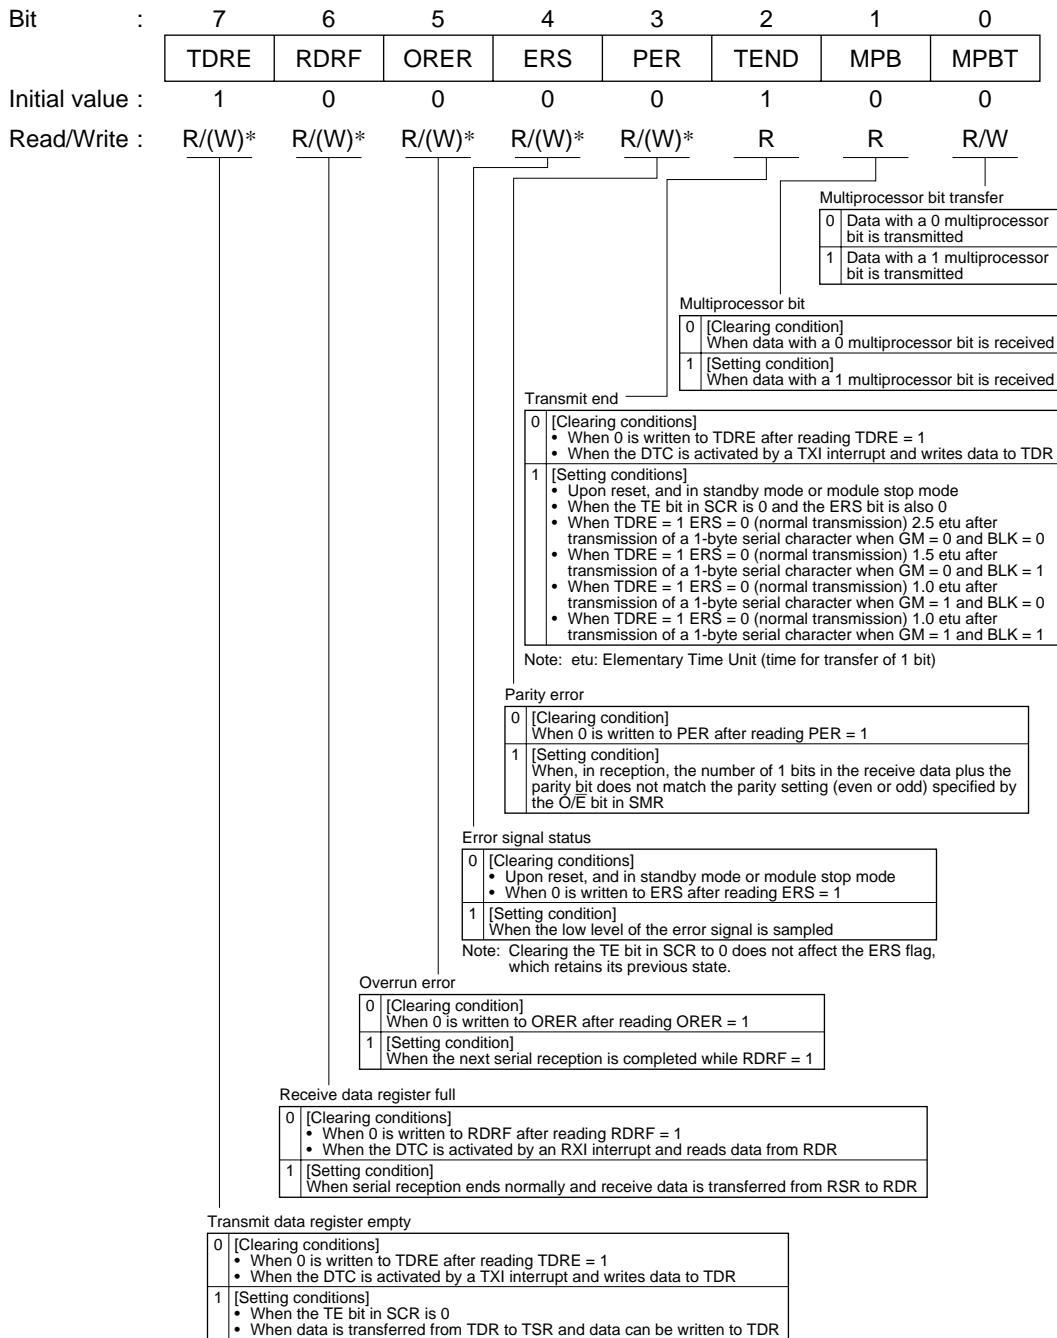 Bit : 7 6 5 4 3 2 1 0
TDRE RDRF ORER ERS PER TEND MPB MPBT
Initial value : 1 0 0 0 0 1 0 0
Read/Write : R/(W)* R/(W)* R/(W)* R/(W)* R/(W)* R R R/W
Multiprocessor bit transfer
0 Data with a 0 multiprocessor
bit is transmitted
1 Data with a 1 multiprocessor
bit is transmitted
Multiprocessor bit
0 [Clearing condition]
When data with a 0 multiprocessor bit is received
1 [Setting condition]
When data with a 1 multiprocessor bit is received
Transmit end
0 [Clearing conditions]
• When 0 is written to TDRE after reading TDRE = 1
• When the DTC is activated by a TXI interrupt and writes data to TDR
1 [Setting conditions]
• Upon reset, and in standby mode or module stop mode
• When the TE bit in SCR is 0 and the ERS bit is also 0
• When TDRE = 1 ERS = 0 (normal transmission) 2.5 etu after
transmission of a 1-byte serial character when GM = 0 and BLK = 0
• When TDRE = 1 ERS = 0 (normal transmission) 1.5 etu after
transmission of a 1-byte serial character when GM = 0 and BLK = 1
• When TDRE = 1 ERS = 0 (normal transmission) 1.0 etu after
transmission of a 1-byte serial character when GM = 1 and BLK = 0
• When TDRE = 1 ERS = 0 (normal transmission) 1.0 etu after
transmission of a 1-byte serial character when GM = 1 and BLK = 1
Note: etu: Elementary Time Unit (time for transfer of 1 bit)
Parity error
0 [Clearing condition]
When 0 is written to PER after reading PER = 1
1 [Setting condition]
When, in reception, the number of 1 bits in the receive data plus the
parity bit does not match the parity setting (even or odd) specified by
the O/E̅ bit in SMR
Error signal status
0 [Clearing conditions]
• Upon reset, and in standby mode or module stop mode
• When 0 is written to ERS after reading ERS = 1
1 [Setting condition]
When the low level of the error signal is sampled
Note: Clearing the TE bit in SCR to 0 does not affect the ERS flag,
which retains its previous state.
Overrun error
0 [Clearing condition]
When 0 is written to ORER after reading ORER = 1
1 [Setting condition]
When the next serial reception is completed while RDRF = 1
Receive data register full
0 [Clearing conditions]
• When 0 is written to RDRF after reading RDRF = 1
• When the DTC is activated by an RXI interrupt and reads data from RDR
1 [Setting condition]
When serial reception ends normally and receive data is transferred from RSR to RDR
Transmit data register empty
0 [Clearing conditions]
• When 0 is written to TDRE after reading TDRE = 1
• When the DTC is activated by a TXI interrupt and writes data to TDR
1 [Setting conditions]
• When the TE bit in SCR is 0
• When data is transferred from TDR to TSR and data can be written to TDR